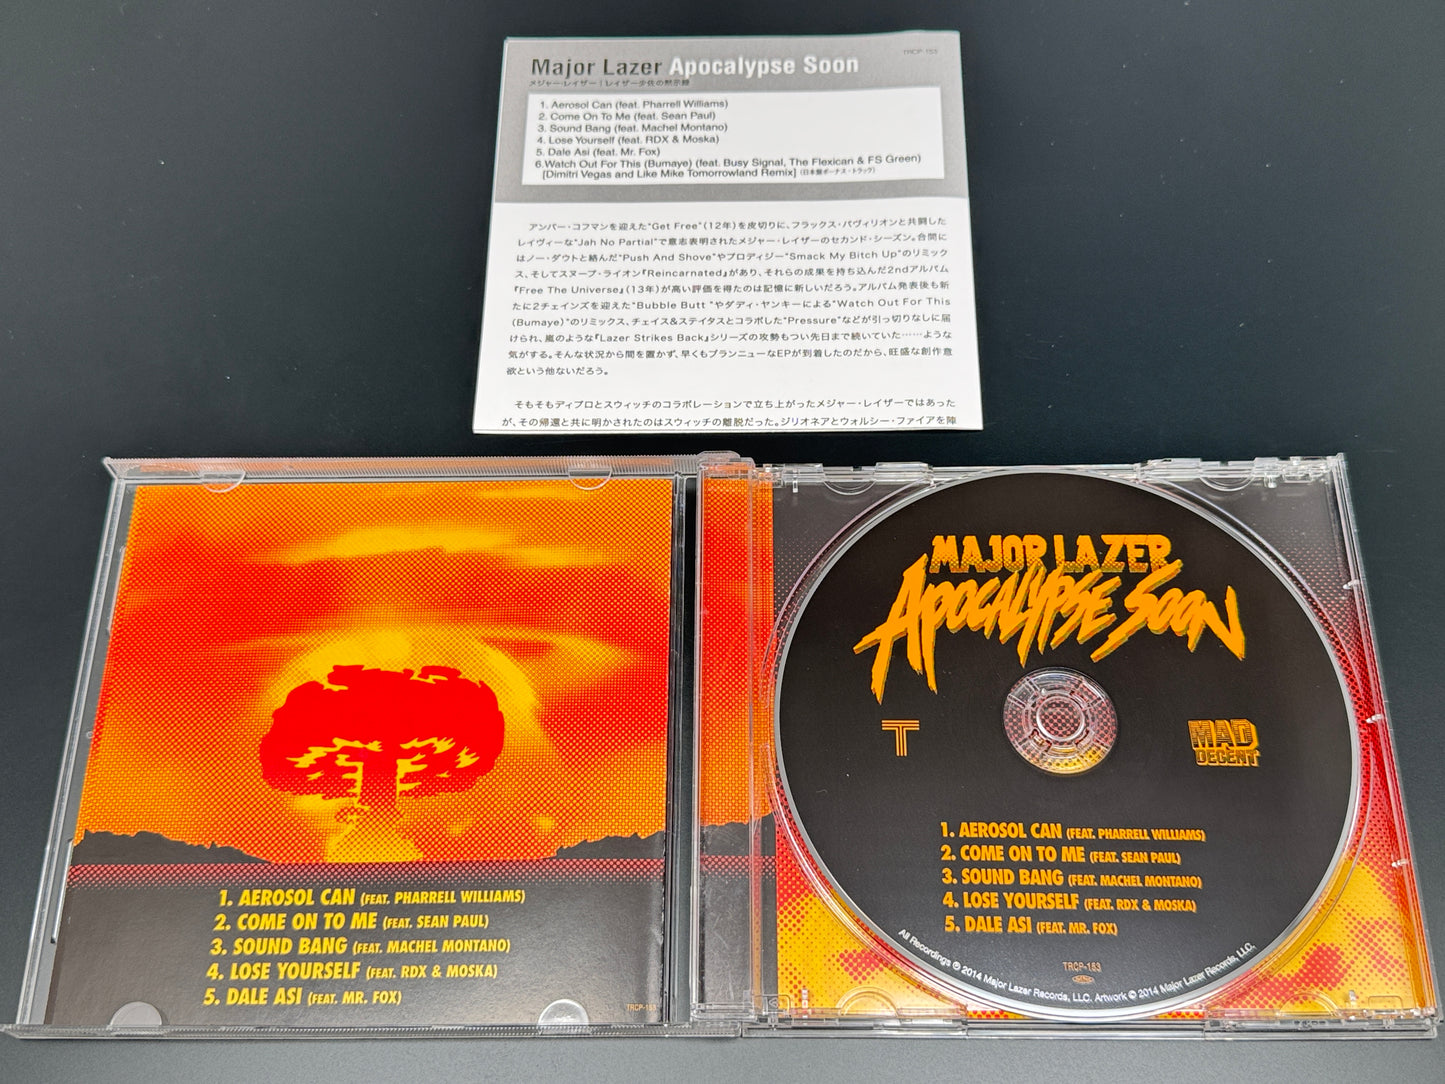 TRCP-153
Major Lazer Apocalypse Soon
メジャー・レイザー｜レイザー少佐の黙示録
1. Aerosol Can (feat. Pharrell Williams)
2. Come On To Me (feat. Sean Paul)
3. Sound Bang (feat. Machel Montano)
4. Lose Yourself (feat. RDX & Moska)
5. Dale Asi (feat. Mr. Fox)
6.Watch Out For This (Bumaye) (feat. Busy Signal, The Flexican & FS Green)
[Dimitri Vegas and Like Mike Tomorrowland Remix] (日本盤ボーナス・トラック)
アンバー・コフマンを迎えた“Get Free”（12年）を皮切りに、フラックス・パヴィリオンと共闘した
レイヴィーな“Jah No Partial”で意志表明されたメジャー・レイザーのセカンド・シーズン。合間に
はノー・ダウトと絡んだ“Push And Shove”やプロディジー“Smack My Bitch Up”のリミック
ス、そしてスヌープ・ライオン『Reincarnated』があり、それらの成果を持ち込んだ2ndアルバム
『Free The Universe』（13年）が高い評価を得たのは記憶に新しいだろう。アルバム発表後も新
たに2チェインズを迎えた“Bubble Butt ”やダディ・ヤンキーによる“Watch Out For This
(Bumaye)”のリミックス、チェイス&ステイタスとコラボした“Pressure”などが引っ切りなしに届
けられ、嵐のような『Lazer Strikes Back』シリーズの攻勢もつい先日まで続いていた……ような
気がする。そんな状況から間を置かず、早くもブランニューなEPが到着したのだから、旺盛な創作意
欲という他ないだろう。
そもそもディプロとスウィッチのコラボレーションで立ち上がったメジャー・レイザーではあった
が、その帰還と共に明かされたのはスウィッチの離脱だった。ジリオネアとウォルシー・ファイアを陣
1. AEROSOL CAN (FEAT. PHARRELL WILLIAMS)
2. COME ON TO ME (FEAT. SEAN PAUL)
3. SOUND BANG (FEAT. MACHEL MONTANO)
4. LOSE YOURSELF (FEAT. RDX & MOSKA)
5. DALE ASI (FEAT. MR. FOX)
TRCP-153
MAJOR LAZER
APOCALYPSE SOON
T
MAD
DECENT
1. AEROSOL CAN (FEAT. PHARRELL WILLIAMS)
2. COME ON TO ME (FEAT. SEAN PAUL)
3. SOUND BANG (FEAT. MACHEL MONTANO)
4. LOSE YOURSELF (FEAT. RDX & MOSKA)
5. DALE ASI (FEAT. MR. FOX)
TRCP-153
All Recordings ℗ 2014 Major Lazer Records, LLC. Artwork © 2014 Major Lazer Records, LLC.